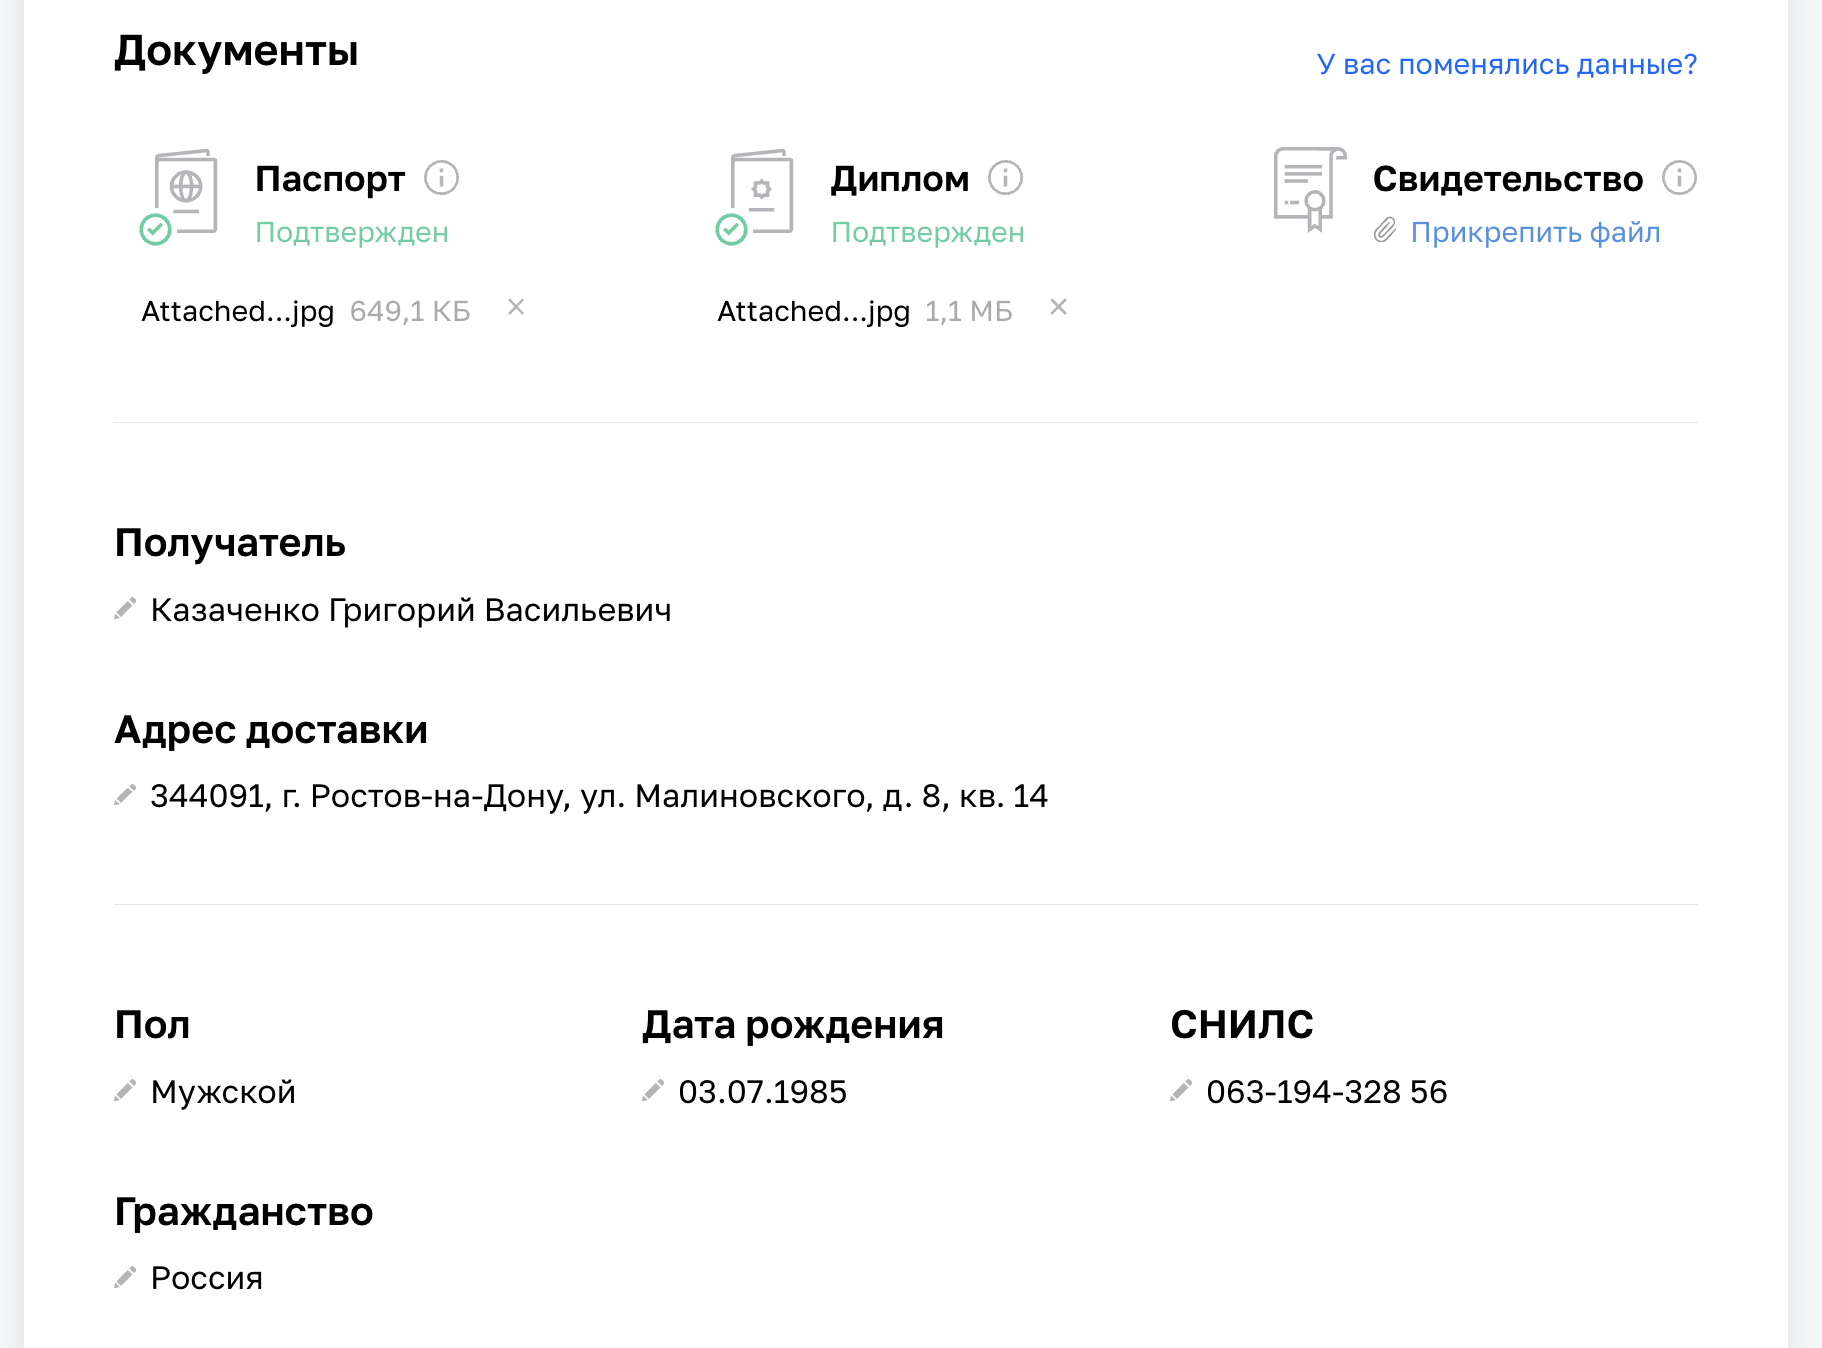 Документы
У вас поменялись данные?
Паспорт
Подтвержден
Attached...jpg 649,1 КБ
Диплом
Подтвержден
Attached...jpg 1,1 МБ
Свидетельство
Прикрепить файл
Получатель
Казаченко Григорий Васильевич
Адрес доставки
344091, г. Ростов-на-Дону, ул. Малиновского, д. 8, кв. 14
Пол
Мужской
Дата рождения
03.07.1985
СНИЛС
063-194-328 56
Гражданство
Россия